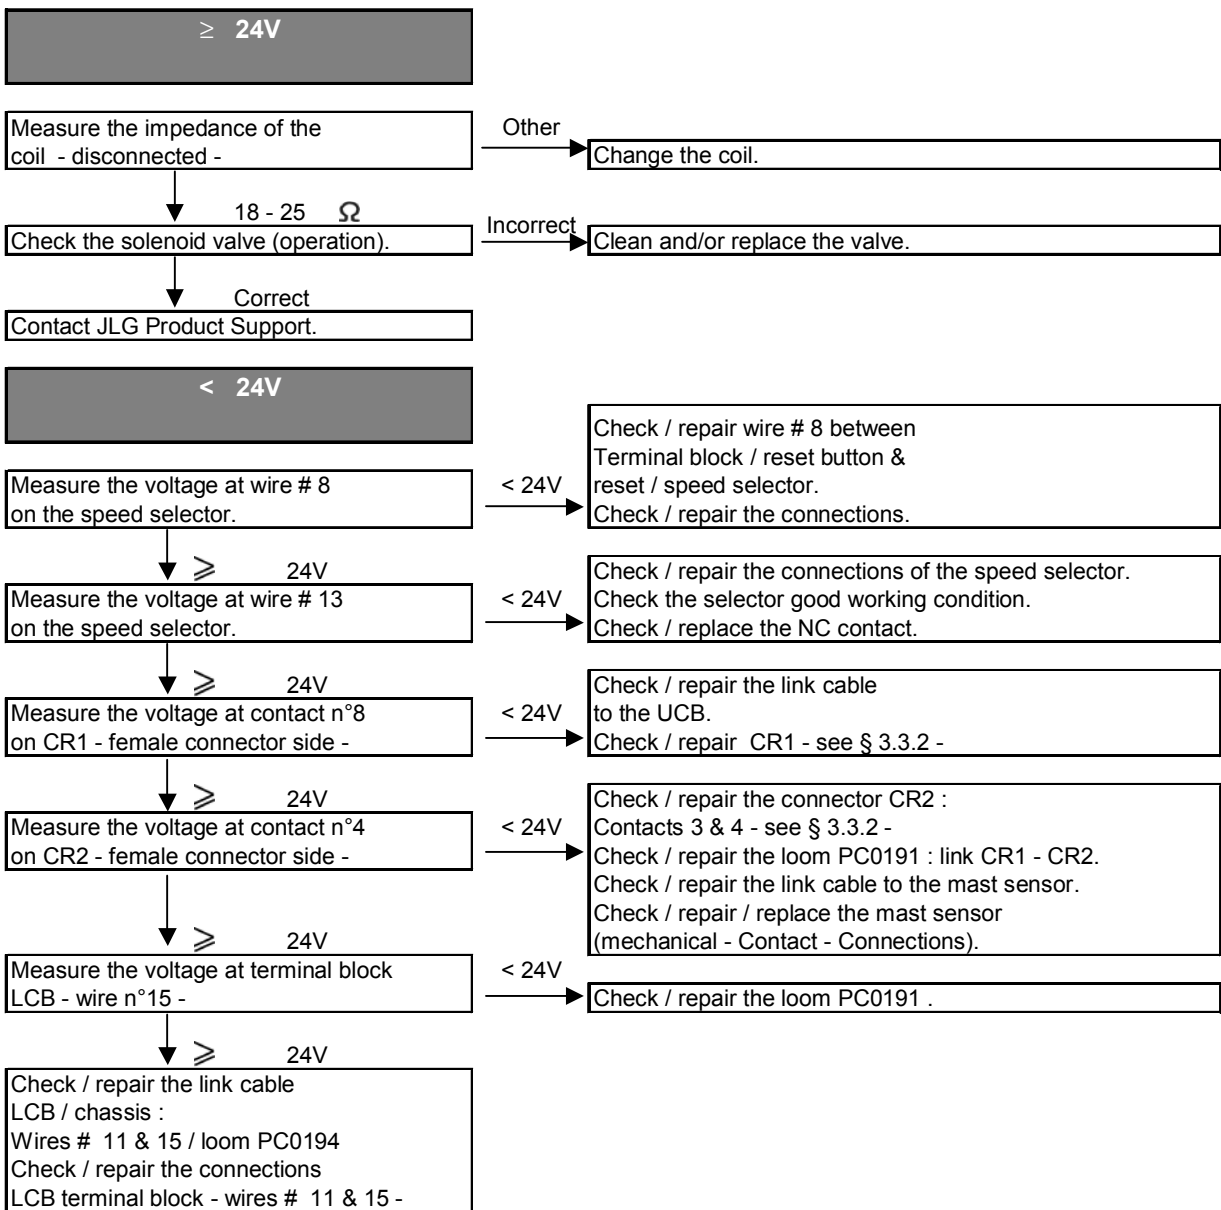 ≥ 24V
Measure the impedance of the
coil - disconnected -
Other
Change the coil.
18 - 25 Ω
Check the solenoid valve (operation).
Incorrect
Clean and/or replace the valve.
Correct
Contact JLG Product Support.
< 24V
Measure the voltage at wire # 8
on the speed selector.
< 24V
Check / repair wire # 8 between
Terminal block / reset button &
reset / speed selector.
Check / repair the connections.
⩾ 24V
Measure the voltage at wire # 13
on the speed selector.
< 24V
Check / repair the connections of the speed selector.
Check the selector good working condition.
Check / replace the NC contact.
⩾ 24V
Measure the voltage at contact n°8
on CR1 - female connector side -
< 24V
Check / repair the link cable
to the UCB.
Check / repair CR1 - see § 3.3.2 -
⩾ 24V
Measure the voltage at contact n°4
on CR2 - female connector side -
< 24V
Check / repair the connector CR2 :
Contacts 3 & 4 - see § 3.3.2 -
Check / repair the loom PC0191 : link CR1 - CR2.
Check / repair the link cable to the mast sensor.
Check / repair / replace the mast sensor
(mechanical - Contact - Connections).
⩾ 24V
Measure the voltage at terminal block
LCB - wire n°15 -
< 24V
Check / repair the loom PC0191 .
⩾ 24V
Check / repair the link cable
LCB / chassis :
Wires # 11 & 15 / loom PC0194
Check / repair the connections
LCB terminal block - wires # 11 & 15 -